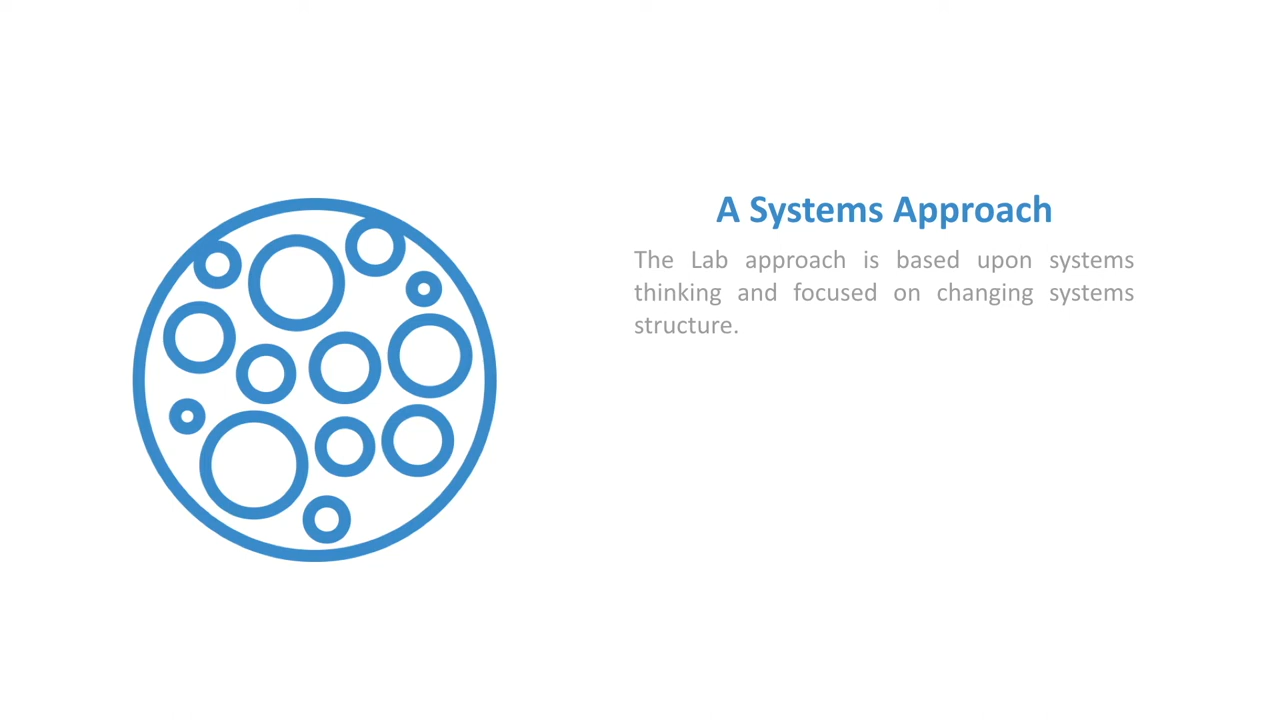 A Systems Approach
The Lab approach is based upon systems
thinking and focused on changing systems
structure.